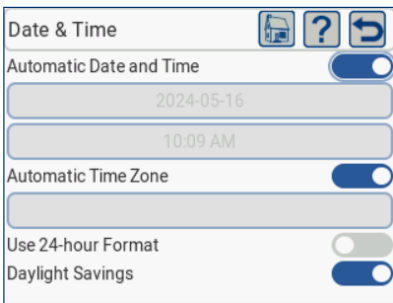 Date & Time
?
Automatic Date and Time
2024-05-16
10:09 AM
Automatic Time Zone
Use 24-hour Format
Daylight Savings